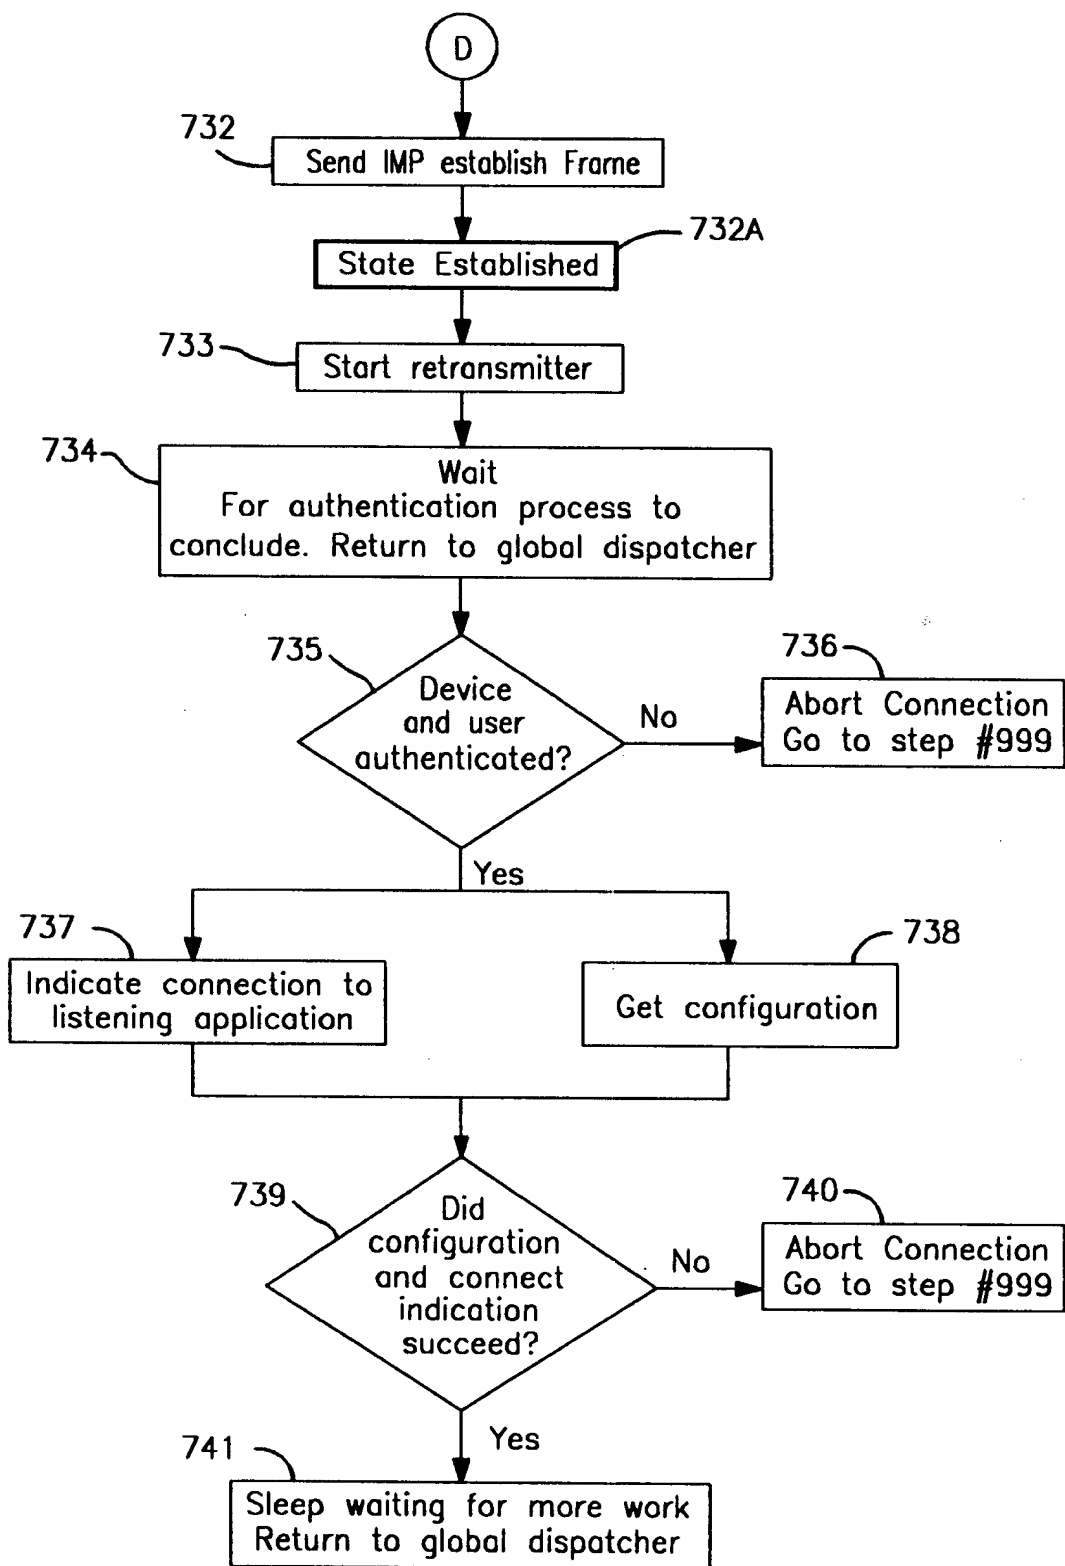 D
732
Send IMP establish Frame
732A
State Established
733
Start retransmitter
734
Wait
For authentication process to
conclude. Return to global dispatcher
735
Device
and user
authenticated?
No
736
Abort Connection
Go to step #999
Yes
737
Indicate connection to
listening application
738
Get configuration
739
Did
configuration
and connect
indication
succeed?
No
740
Abort Connection
Go to step #999
Yes
741
Sleep waiting for more work
Return to global dispatcher